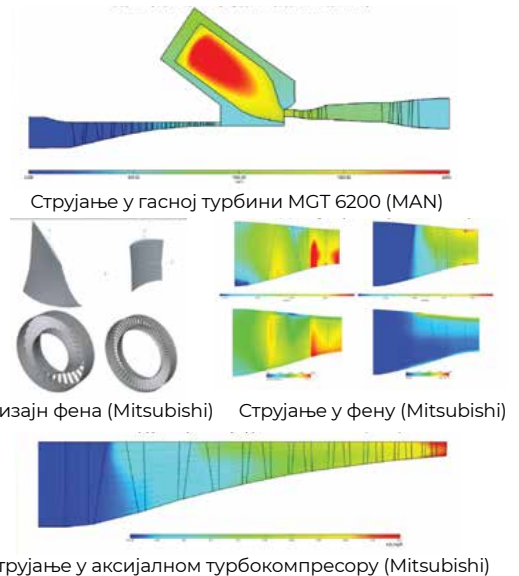 Струјање у гасној турбини MGT 6200 (MAN)
изајн фена (Mitsubishi) Струјање у фену (Mitsubishi)
трујање у аксијалном турбокомпресору (Mitsubishi)